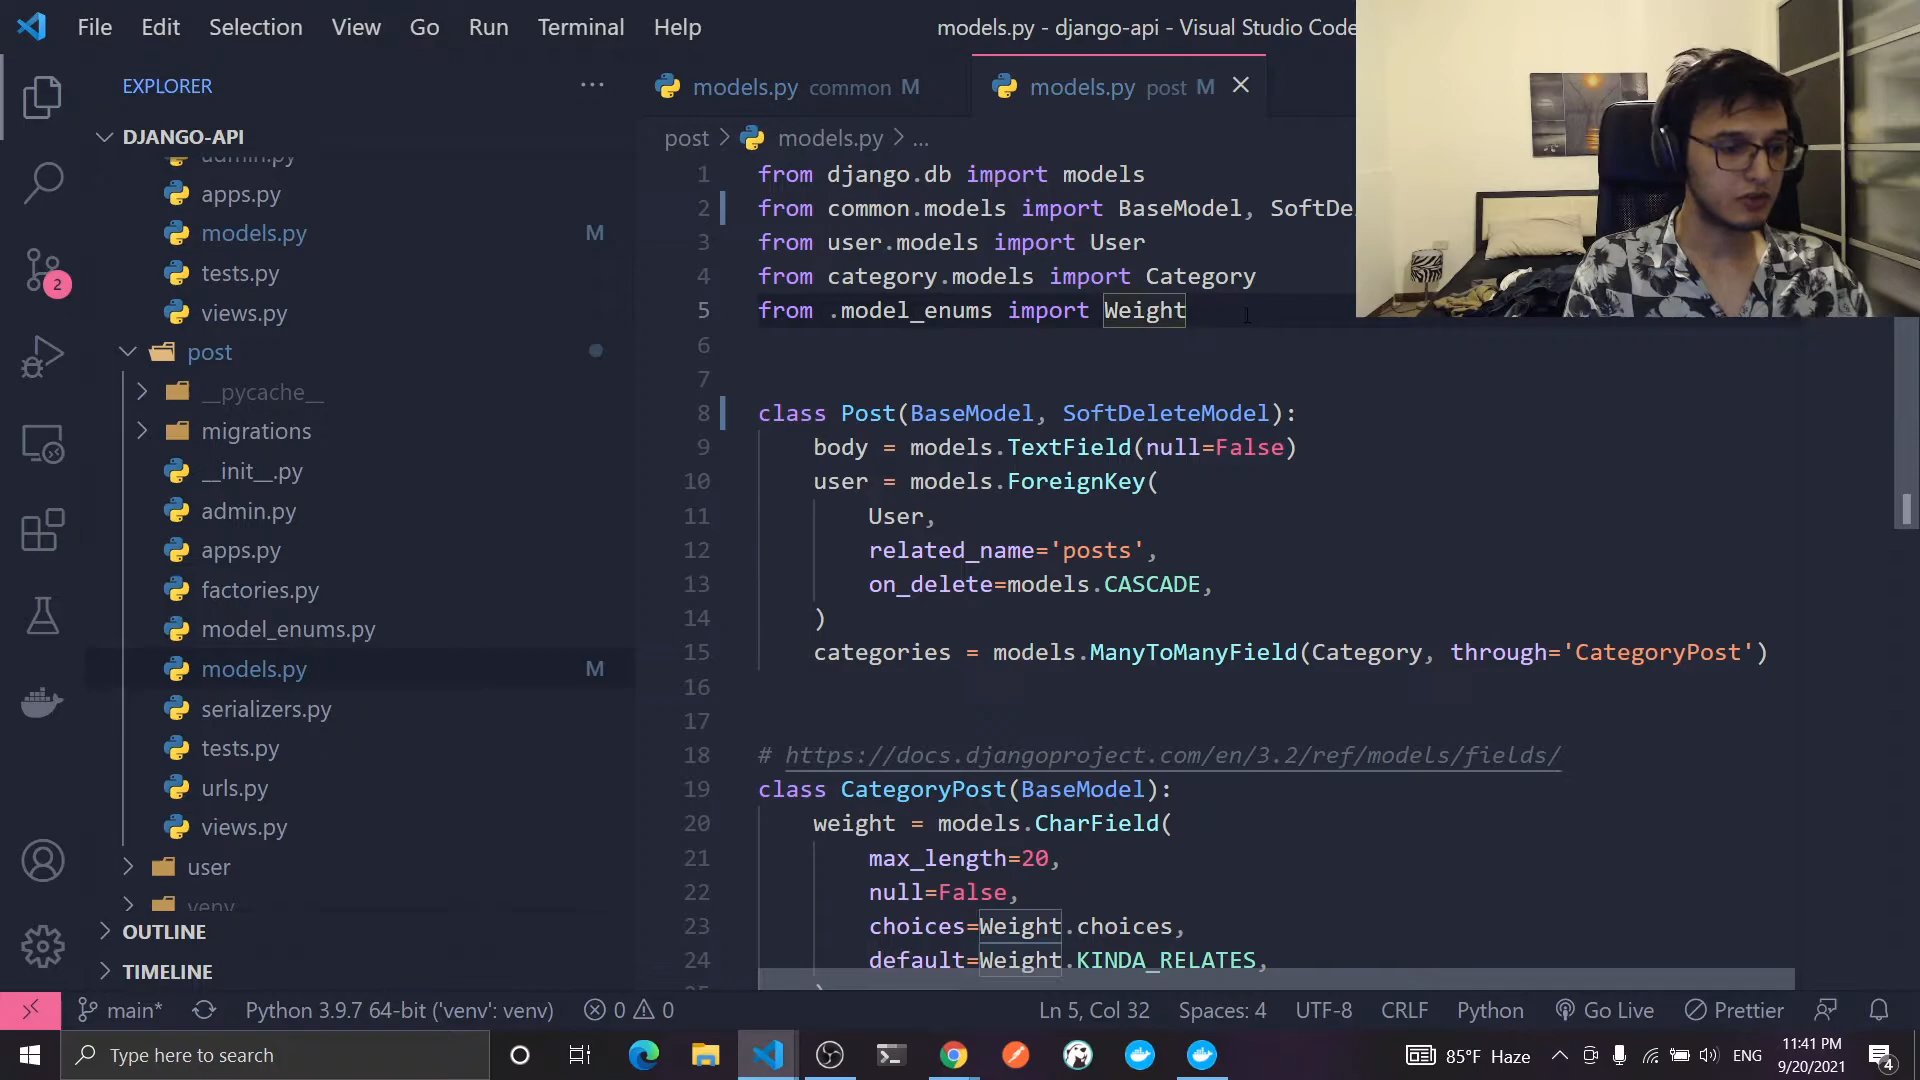 File Edit Selection View Go Run Terminal Help
models.py - django-api - Visual Studio Code
EXPLORER
DJANGO-API
admin.py
apps.py
models.py M
tests.py
views.py
post
__pycache__
migrations
__init__.py
admin.py
apps.py
factories.py
model_enums.py
models.py M
serializers.py
tests.py
urls.py
views.py
user
venv
OUTLINE
TIMELINE
2
models.py common M
models.py post M
post > models.py > ...
1 from django.db import models
2 from common.models import BaseModel, SoftDe
3 from user.models import User
4 from category.models import Category
5 from .model_enums import Weight
6
7
8 class Post(BaseModel, SoftDeleteModel):
9 body = models.TextField(null=False)
10 user = models.ForeignKey(
11 User,
12 related_name='posts',
13 on_delete=models.CASCADE,
14 )
15 categories = models.ManyToManyField(Category, through='CategoryPost')
16
17
18 # https://docs.djangoproject.com/en/3.2/ref/models/fields/
19 class CategoryPost(BaseModel):
20 weight = models.CharField(
21 max_length=20,
22 null=False,
23 choices=Weight.choices,
24 default=Weight.KINDA_RELATES,
main* Python 3.9.7 64-bit ('venv': venv) 0 0 Ln 5, Col 32 Spaces: 4 UTF-8 CRLF Python Go Live Prettier
Type here to search
85°F Haze ENG
11:41 PM
9/20/2021
4